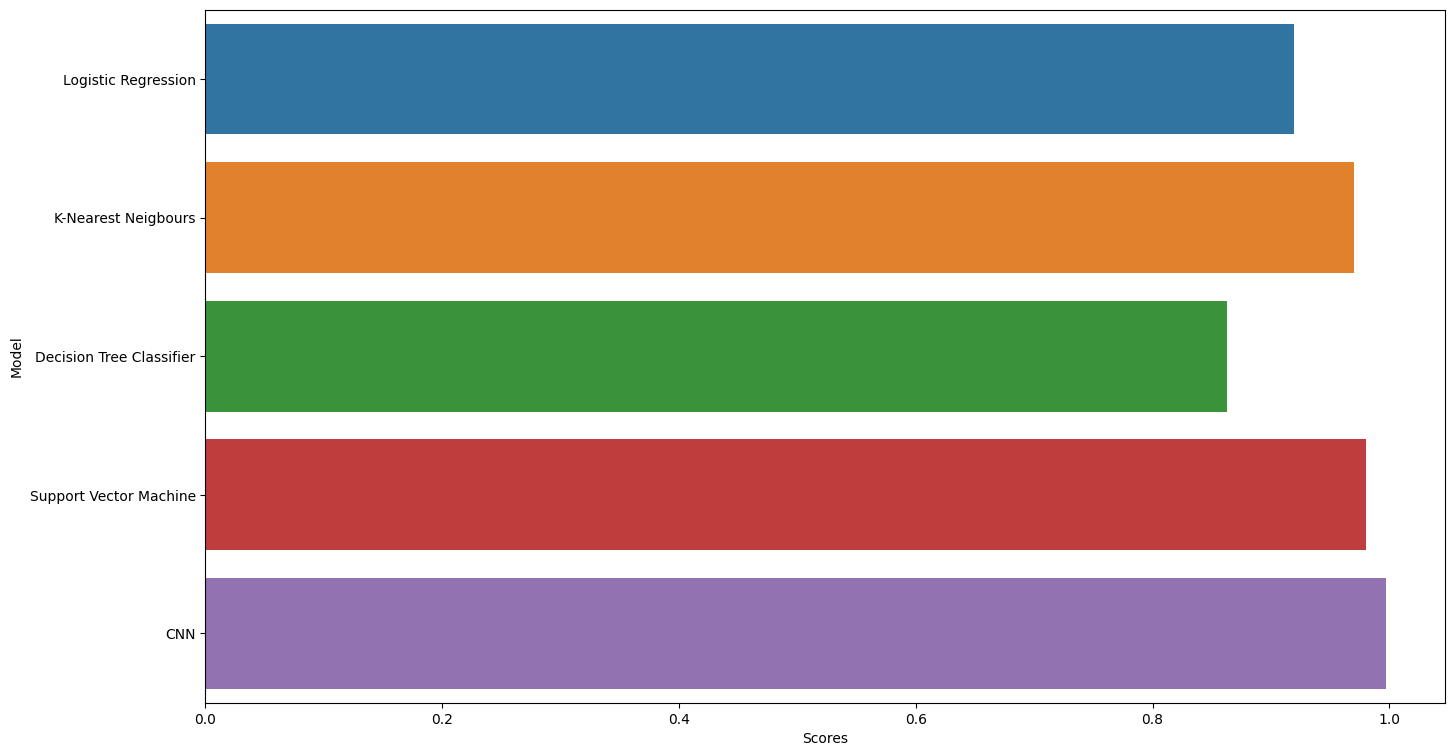 Model
Logistic Regression
K-Nearest Neigbours
Decision Tree Classifier
Support Vector Machine
CNN
0.0 0.2 0.4 0.6 0.8 1.0
Scores